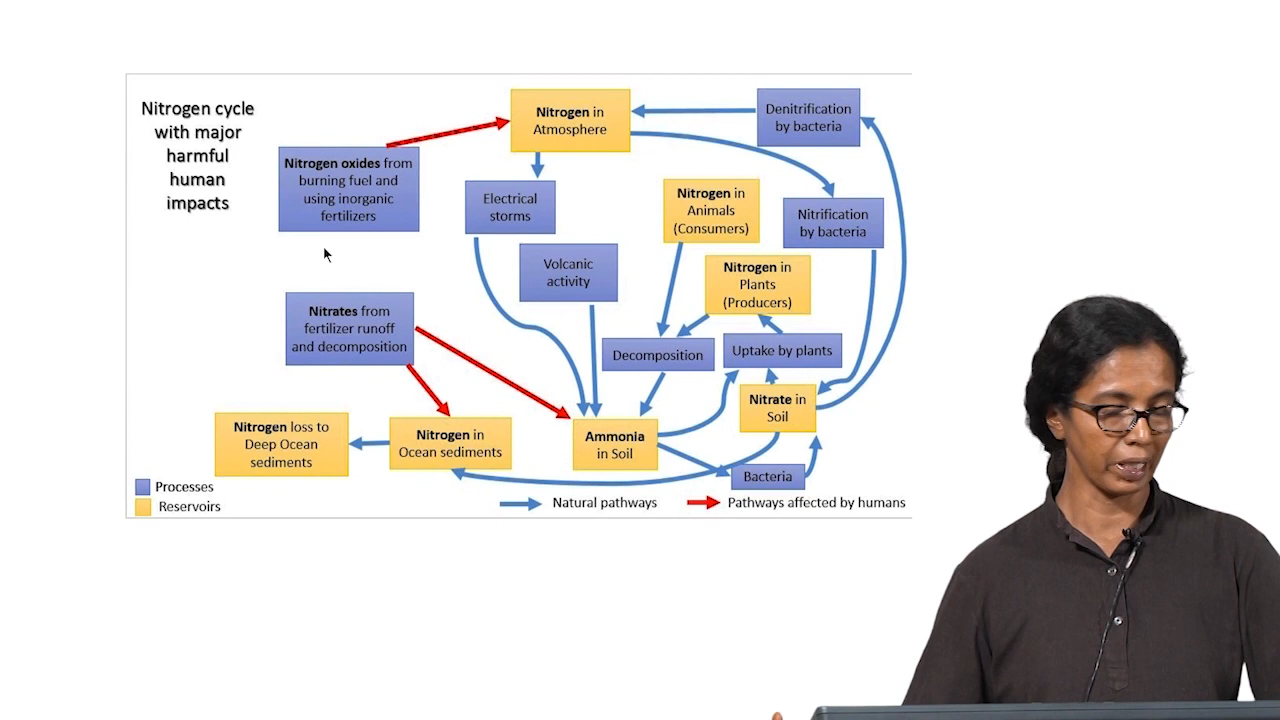 Nitrogen cycle
with major
harmful
human
impacts
Nitrogen oxides from
burning fuel and
using inorganic
fertilizers
Nitrogen in
Atmosphere
Denitrification
by bacteria
Electrical
storms
Nitrogen in
Animals
(Consumers)
Nitrification
by bacteria
Volcanic
activity
Nitrogen in
Plants
(Producers)
Nitrates from
fertilizer runoff
and decomposition
Decomposition
Uptake by plants
Nitrate in
Soil
Nitrogen loss to
Deep Ocean
sediments
Nitrogen in
Ocean sediments
Ammonia
in Soil
Bacteria
Processes
Reservoirs
Natural pathways
Pathways affected by humans